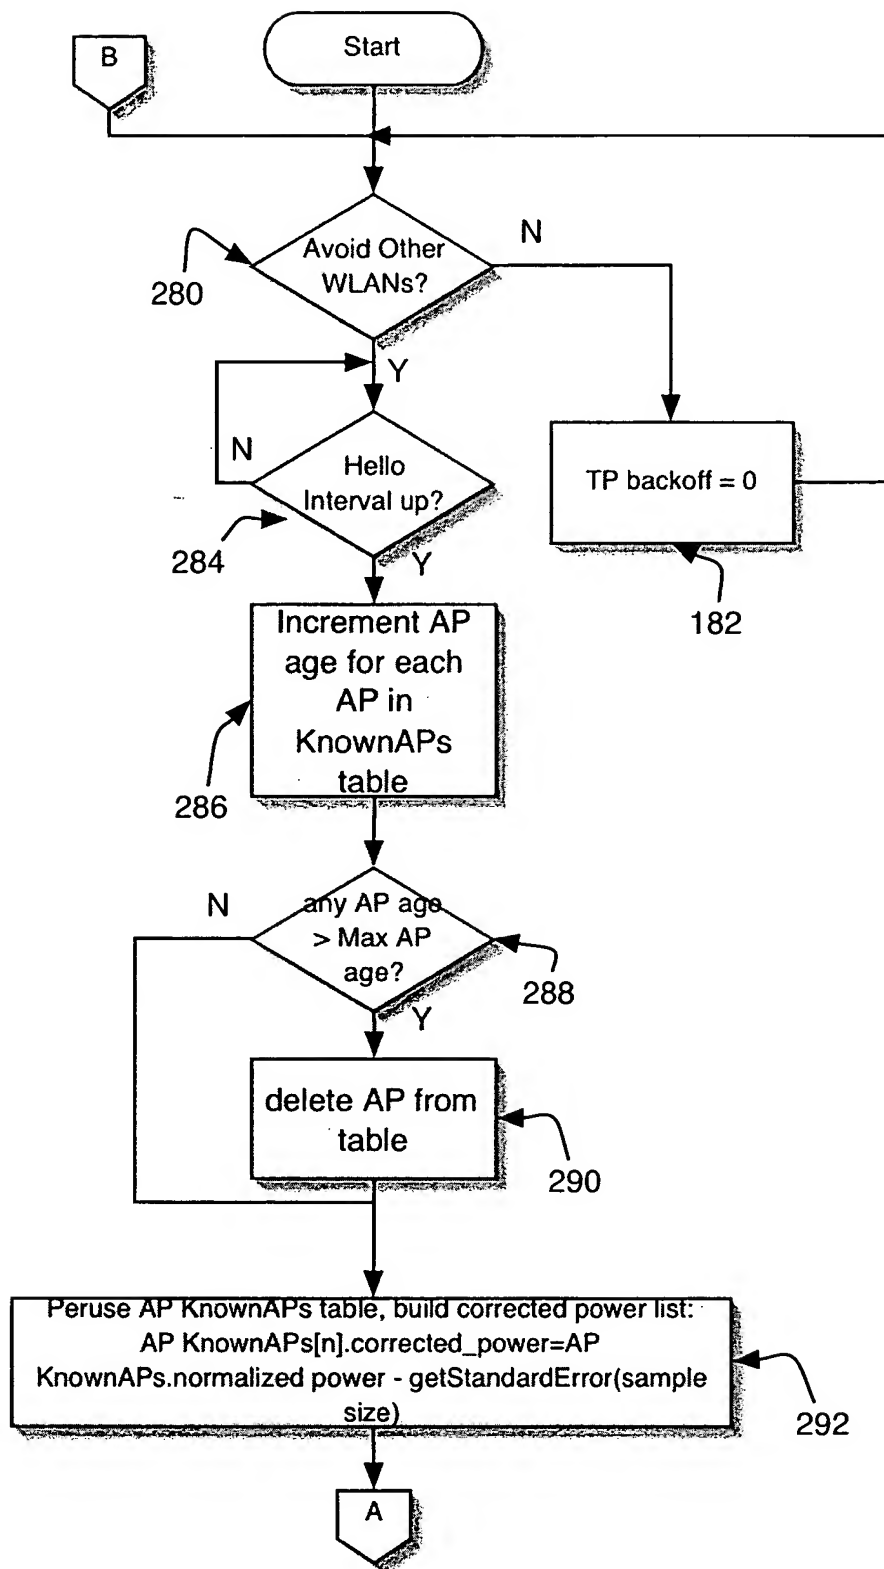 B
Start
Avoid Other
WLANs?
N
280
Y
N
Hello
Interval up?
TP backoff = 0
284
Y
182
Increment AP
age for each
AP in
KnownAPs
table
286
N
any AP age
> Max AP
age?
288
Y
delete AP from
table
290
Peruse AP KnownAPs table, build corrected power list:
AP KnownAPs[n].corrected_power=AP
KnownAPs.normalized power - getStandardError(sample
size)
292
A